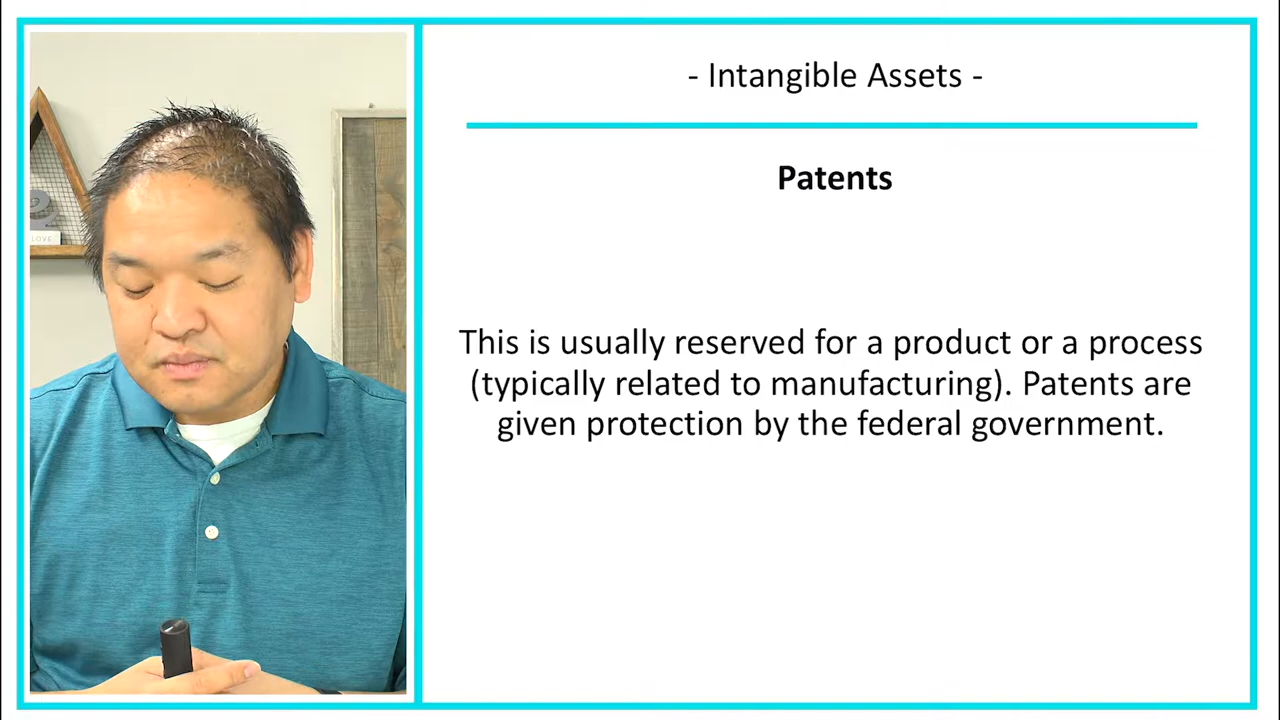 - Intangible Assets -
Patents
This is usually reserved for a product or a process
(typically related to manufacturing). Patents are
given protection by the federal government.
LOVE